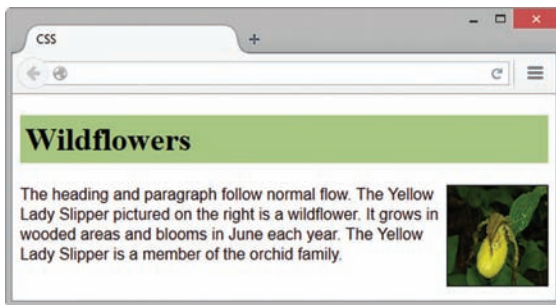 CSS
Wildflowers
The heading and paragraph follow normal flow. The Yellow
Lady Slipper pictured on the right is a wildflower. It grows in
wooded areas and blooms in June each year. The Yellow
Lady Slipper is a member of the orchid family.